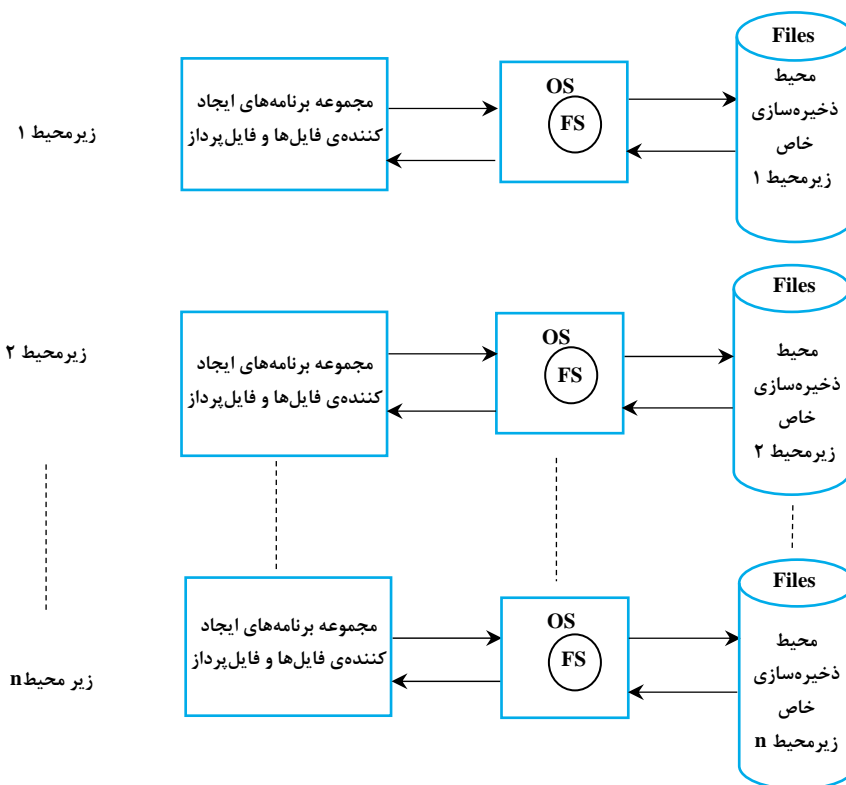 زیرمحیط ۱
مجموعه برنامه‌های ایجاد
کننده‌ی فایل‌ها و فایل‌پرداز
OS
FS
Files
محیط
ذخیره‌سازی
خاص
زیرمحیط ۱
زیرمحیط ۲
مجموعه برنامه‌های ایجاد
کننده‌ی فایل‌ها و فایل‌پرداز
OS
FS
Files
محیط
ذخیره‌سازی
خاص
زیرمحیط ۲
زیر محیطn
مجموعه برنامه‌های ایجاد
کننده‌ی فایل‌ها و فایل‌پرداز
OS
FS
Files
محیط
ذخیره‌سازی
خاص
زیرمحیط n